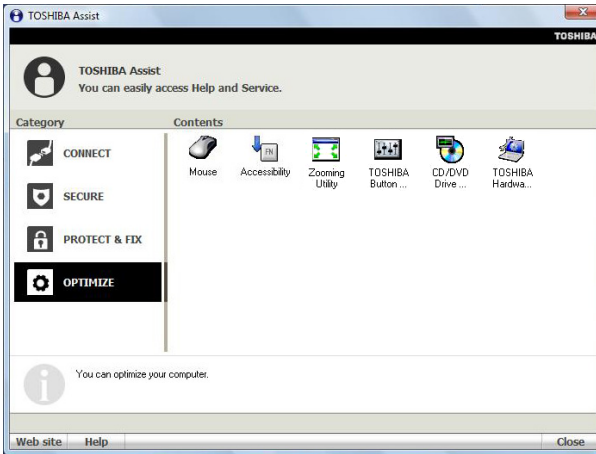 TOSHIBA Assist
TOSHIBA
TOSHIBA Assist
You can easily access Help and Service.
Category
Contents
CONNECT
SECURE
PROTECT & FIX
OPTIMIZE
Mouse
Accessibility
Zooming
Utility
TOSHIBA
Button ...
CD/DVD
Drive ...
TOSHIBA
Hardwa...
FN
You can optimize your computer.
Web site
Help
Close